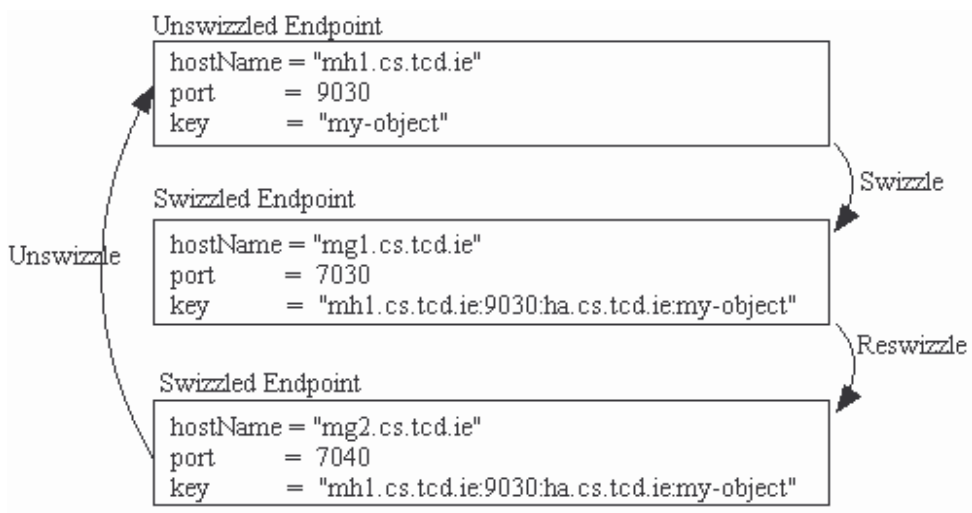 Unswizzled Endpoint
hostName = "mh1.cs.tcd.ie"
port = 9030
key = "my-object"
Swizzle
Swizzled Endpoint
hostName = "mg1.cs.tcd.ie"
port = 7030
key = "mh1.cs.tcd.ie:9030:ha.cs.tcd.ie:my-object"
Unswizzle
Reswizzle
Swizzled Endpoint
hostName = "mg2.cs.tcd.ie"
port = 7040
key = "mh1.cs.tcd.ie:9030:ha.cs.tcd.ie:my-object"